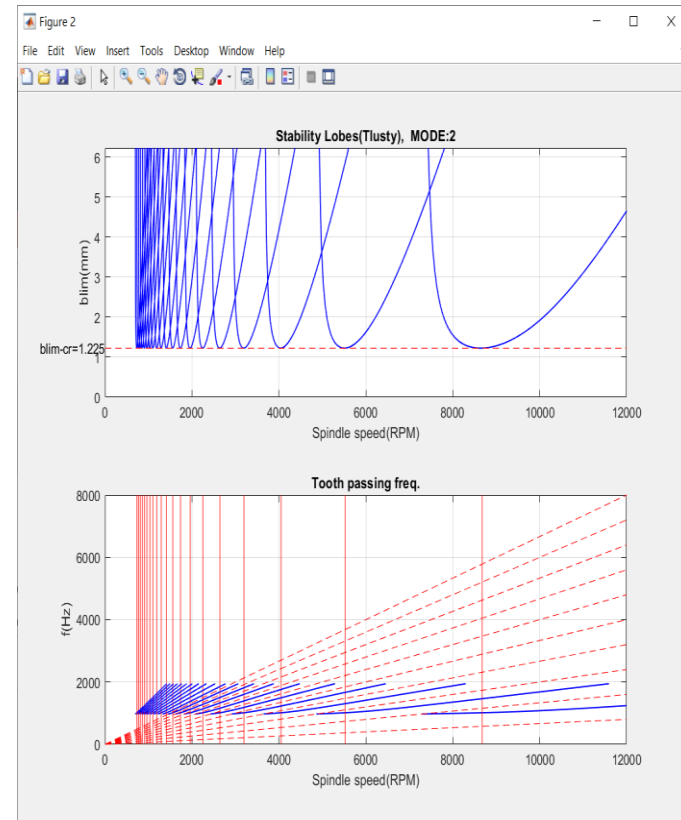 Figure 2
File Edit View Insert Tools Desktop Window Help
Stability Lobes(Tlusty), MODE:2
blim(mm)
6
5
4
3
2
1
0
blim-cr=1.225
0 2000 4000 6000 8000 10000 12000
Spindle speed(RPM)
Tooth passing freq.
f(Hz)
8000
6000
4000
2000
0
0 2000 4000 6000 8000 10000 12000
Spindle speed(RPM)